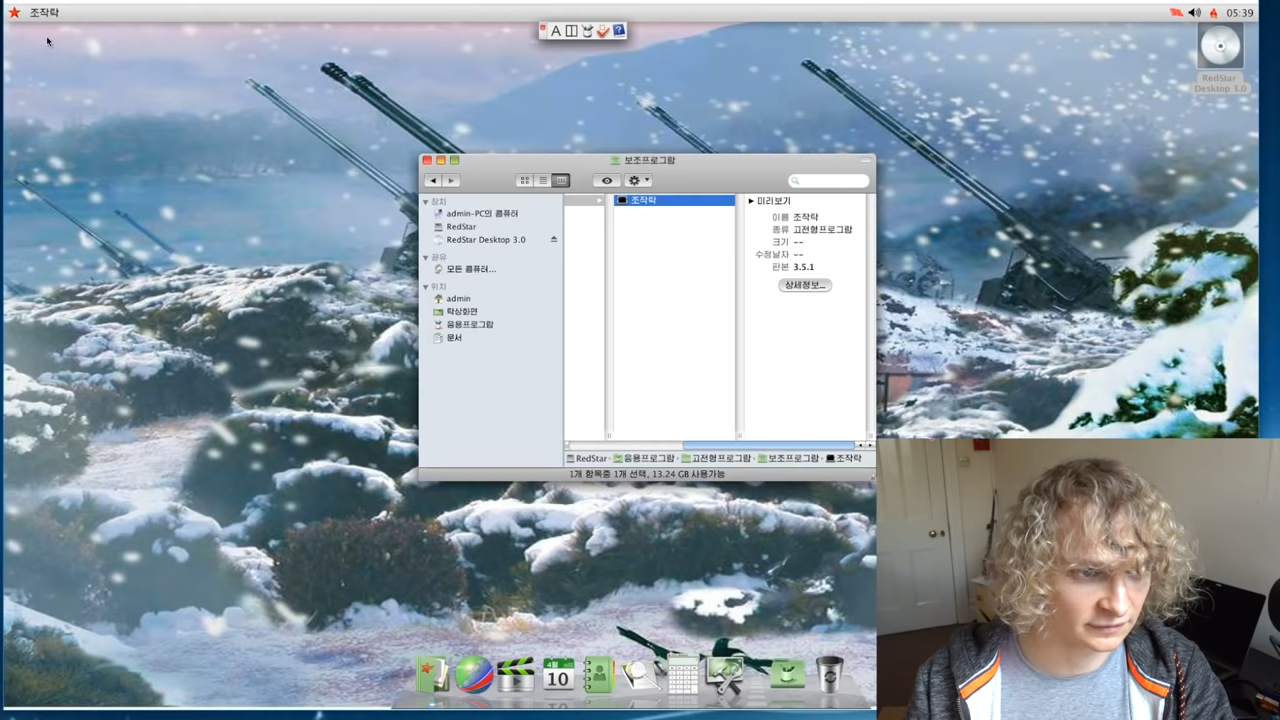 조작탁
05:39
A
RedStar
Desktop 3.0
보조프로그람
장치
admin-PC의 콤퓨터
RedStar
RedStar Desktop 3.0
공유
모든 콤퓨터...
위치
admin
탁상화면
응용프로그람
문서
조작탁
미리보기
이름 조작탁
종류 고전형프로그람
크기 --
수정날자 --
판본 3.5.1
상세정보...
RedStar 응용프로그람 고전형프로그람 보조프로그람 조작탁
1개 항목중 1개 선택, 13.24 GB 사용가능
4월
10